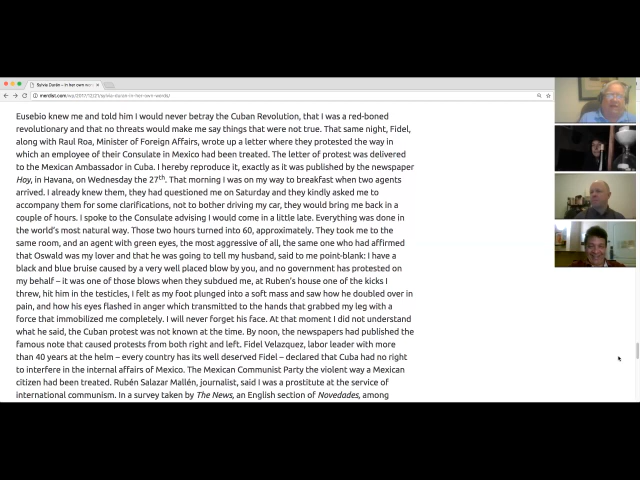 Sylvia Durán – in her own wor
merdist.com/wp/2017/12/23/sylvia-duran-in-her-own-words/
Eusebio knew me and told him I would never betray the Cuban Revolution, that I was a red-boned
revolutionary and that no threats would make me say things that were not true. That same night, Fidel,
along with Raul Roa, Minister of Foreign Affairs, wrote up a letter where they protested the way in
which an employee of their Consulate in Mexico had been treated. The letter of protest was delivered
to the Mexican Ambassador in Cuba. I hereby reproduce it, exactly as it was published by the newspaper
Hoy, in Havana, on Wednesday the 27th. That morning I was on my way to breakfast when two agents
arrived. I already knew them, they had questioned me on Saturday and they kindly asked me to
accompany them for some clarifications, not to bother driving my car, they would bring me back in a
couple of hours. I spoke to the Consulate advising I would come in a little late. Everything was done in
the world's most natural way. Those two hours turned into 60, approximately. They took me to the
same room, and an agent with green eyes, the most aggressive of all, the same one who had affirmed
that Oswald was my lover and that he was going to tell my husband, said to me point-blank: I have a
black and blue bruise caused by a very well placed blow by you, and no government has protested on
my behalf – it was one of those blows when they subdued me, at Ruben's house one of the kicks I
threw, hit him in the testicles, I felt as my foot plunged into a soft mass and saw how he doubled over in
pain, and how his eyes flashed in anger which transmitted to the hands that grabbed my leg with a
force that immobilized me completely. I will never forget his face. At that moment I did not understand
what he said, the Cuban protest was not known at the time. By noon, the newspapers had published the
famous note that caused protests from both right and left. Fidel Velazquez, labor leader with more
than 40 years at the helm – every country has its well deserved Fidel – declared that Cuba had no right
to interfere in the internal affairs of Mexico. The Mexican Communist Party the violent way a Mexican
citizen had been treated. Rubén Salazar Mallén, journalist, said I was a prostitute at the service of
international communism. In a survey taken by The News, an English section of Novedades, among